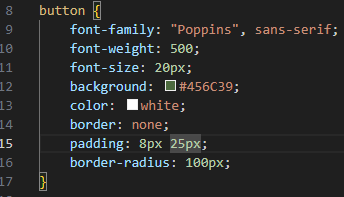 8 button {
9 font-family: "Poppins", sans-serif;
10 font-weight: 500;
11 font-size: 20px;
12 background: #456C39;
13 color: white;
14 border: none;
15 padding: 8px 25px;
16 border-radius: 100px;
17 }